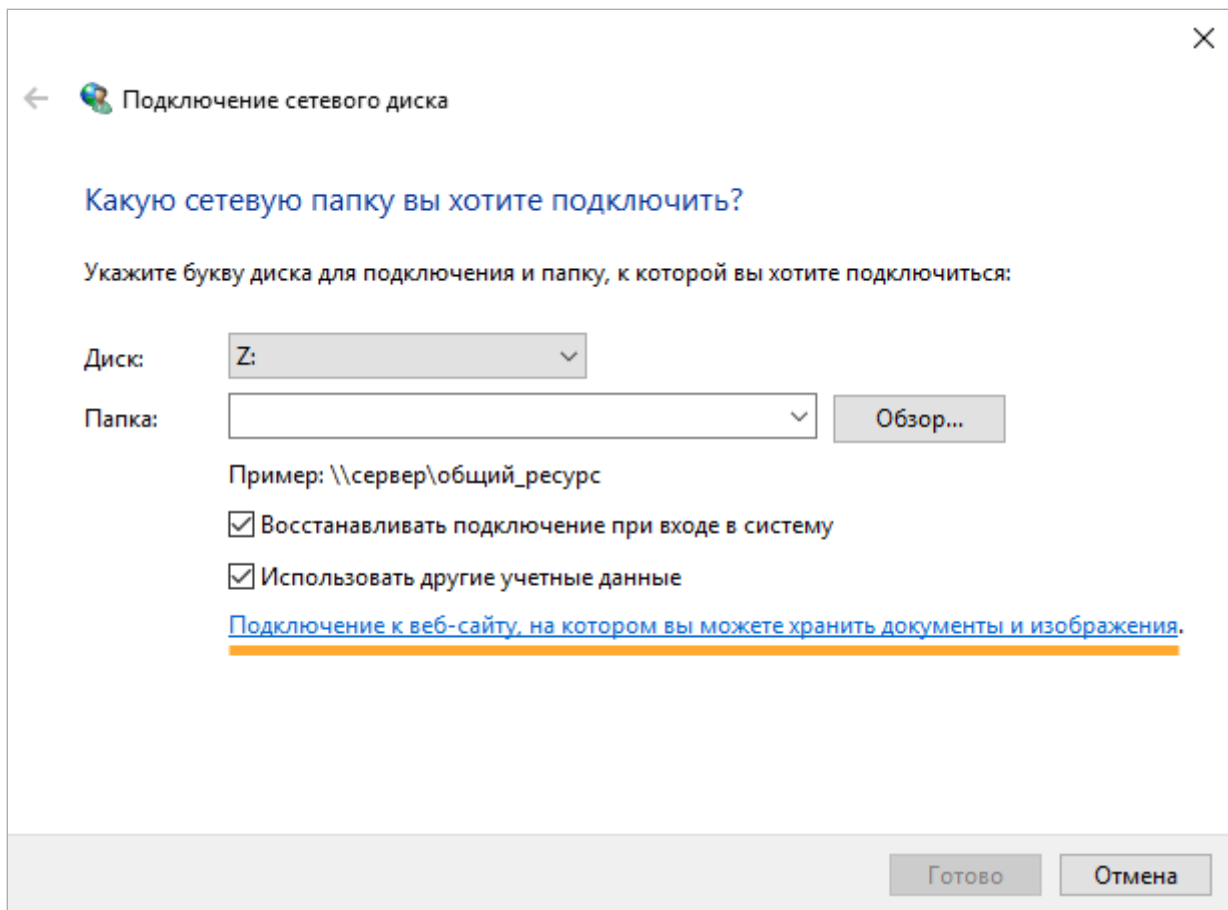 Подключение сетевого диска
Какую сетевую папку вы хотите подключить?
Укажите букву диска для подключения и папку, к которой вы хотите подключиться:
Диск: Z:
Папка: Обзор...
Пример: \\сервер\общий_ресурс
Восстанавливать подключение при входе в систему
Использовать другие учетные данные
Подключение к веб-сайту, на котором вы можете хранить документы и изображения.
Готово Отмена